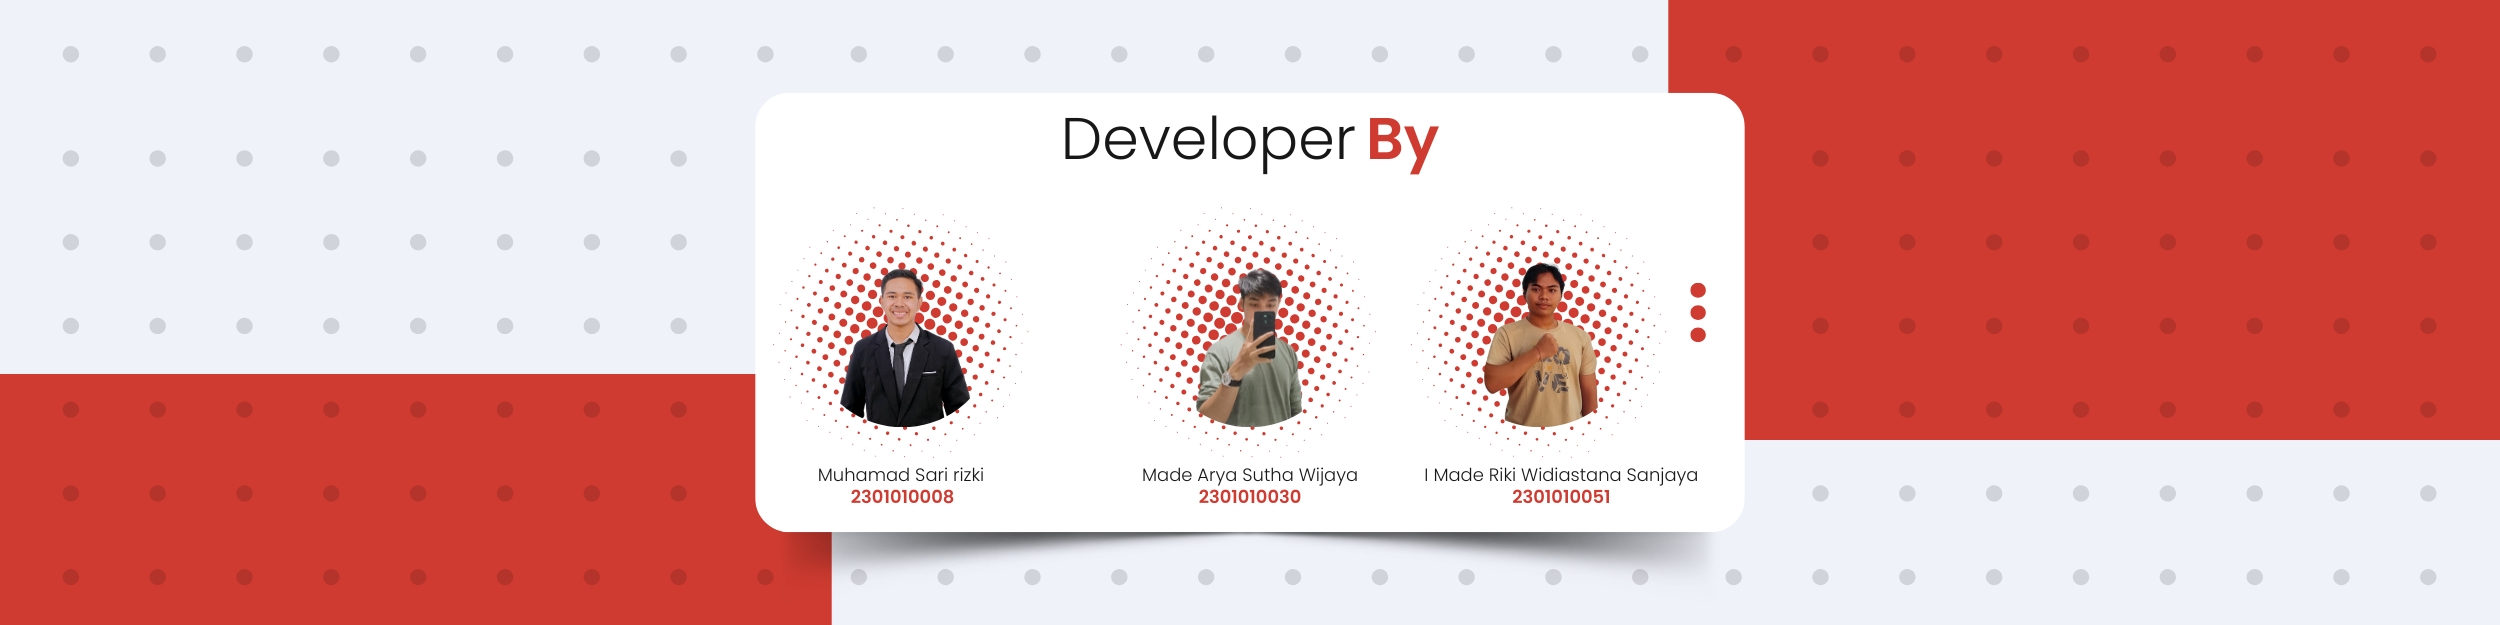 Developer By
Muhamad Sari rizki
2301010008
Made Arya Sutha Wijaya
2301010030
I Made Riki Widiastana Sanjaya
2301010051